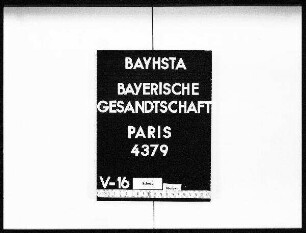 BAYHSTA
BAYERISCHE
GESANDTSCHAFT
PARIS
4379
V-16